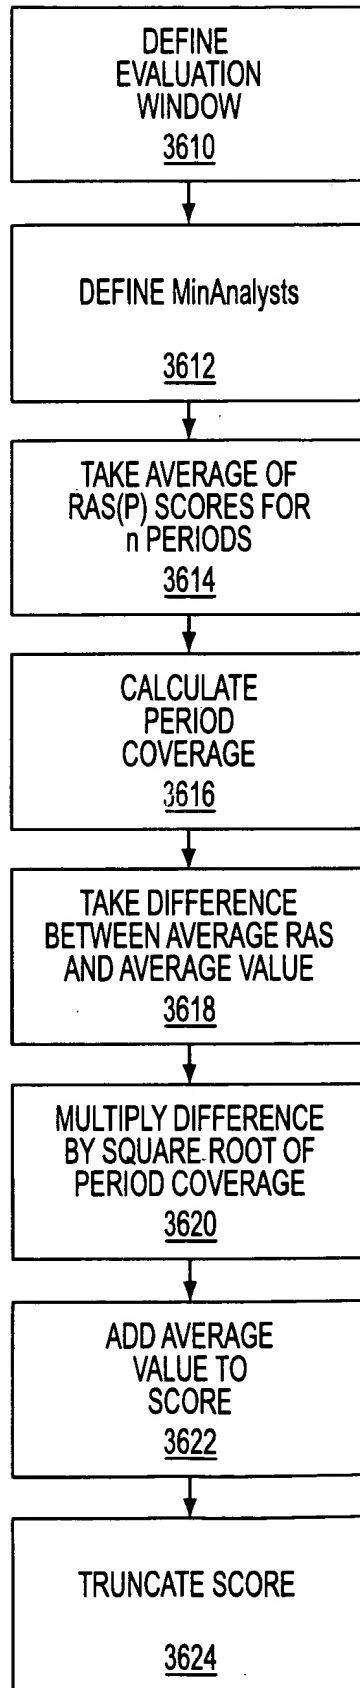 DEFINE
EVALUATION
WINDOW
3610
DEFINE MinAnalysts
3612
TAKE AVERAGE OF
RAS(P) SCORES FOR
n PERIODS
3614
CALCULATE
PERIOD
COVERAGE
3616
TAKE DIFFERENCE
BETWEEN AVERAGE RAS
AND AVERAGE VALUE
3618
MULTIPLY DIFFERENCE
BY SQUARE ROOT OF
PERIOD COVERAGE
3620
ADD AVERAGE
VALUE TO
SCORE
3622
TRUNCATE SCORE
3624